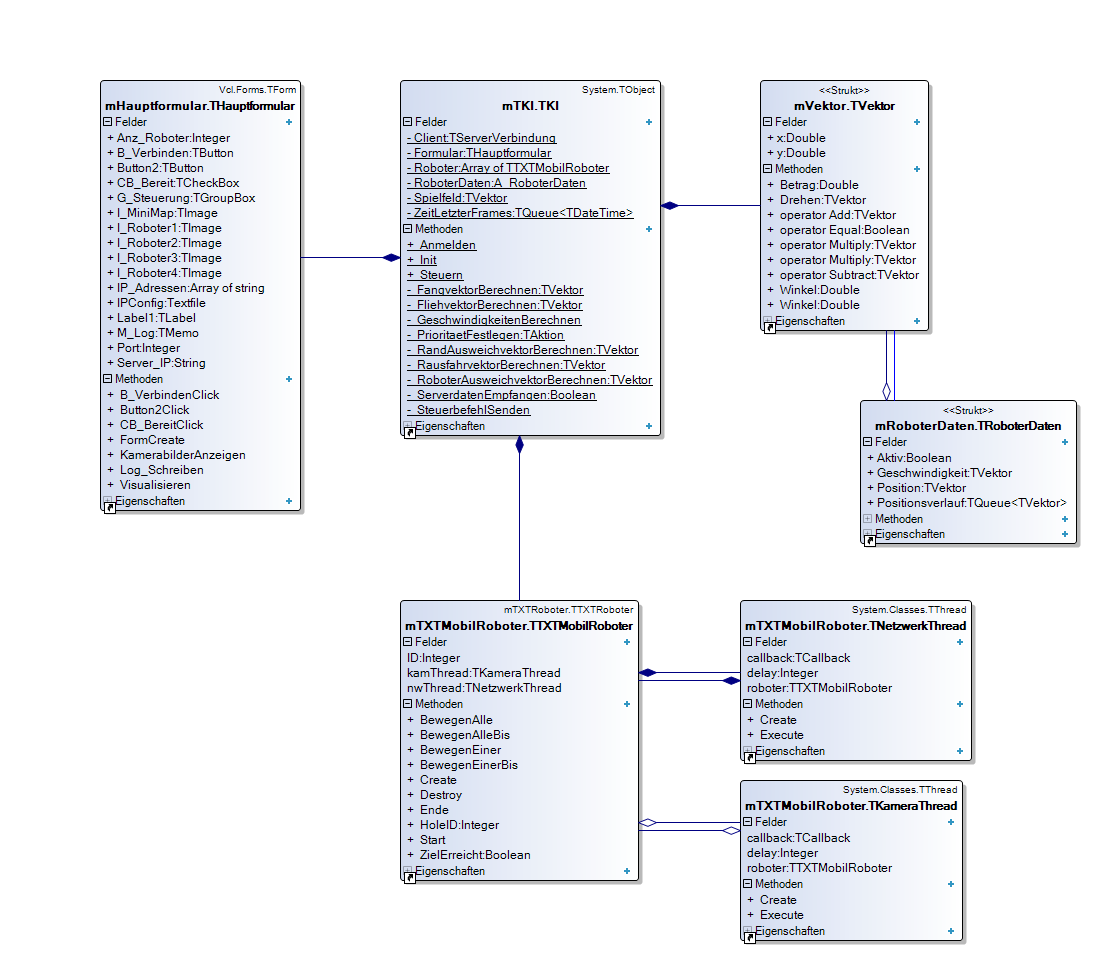 Vcl.Forms.TForm
mHauptformular.THauptformular
Felder
+ Anz_Roboter:Integer
+ B_Verbinden:TButton
+ Button2:TButton
+ CB_Bereit:TCheckBox
+ G_Steuerung:TGroupBox
+ I_MiniMap:TImage
+ I_Roboter1:TImage
+ I_Roboter2:TImage
+ I_Roboter3:TImage
+ I_Roboter4:TImage
+ IP_Adressen:Array of string
+ IPConfig:Textfile
+ Label1:TLabel
+ M_Log:TMemo
+ Port:Integer
+ Server_IP:String
Methoden
+ B_VerbindenClick
+ Button2Click
+ CB_BereitClick
+ FormCreate
+ KamerabilderAnzeigen
+ Log_Schreiben
+ Visualisieren
Eigenschaften
System.TObject
mTKI.TKI
Felder
- Client:TServerVerbindung
- Formular:THauptformular
- Roboter:Array of TTXTMobilRoboter
- RoboterDaten:A_RoboterDaten
- Spielfeld:TVektor
- ZeitLetzterFrames:TQueue<TDateTime>
Methoden
+ Anmelden
+ Init
+ Steuern
- FangvektorBerechnen:TVektor
- FliehvektorBerechnen:TVektor
- GeschwindigkeitenBerechnen
- PrioritaetFestlegen:TAktion
- RandAusweichvektorBerechnen:TVektor
- RausfahrvektorBerechnen:TVektor
- RoboterAusweichvektorBerechnen:TVektor
- ServerdatenEmpfangen:Boolean
- SteuerbefehlSenden
Eigenschaften
<<Strukt>>
mVektor.TVektor
Felder
+ x:Double
+ y:Double
Methoden
+ Betrag:Double
+ Drehen:TVektor
+ operator Add:TVektor
+ operator Equal:Boolean
+ operator Multiply:TVektor
+ operator Multiply:TVektor
+ operator Subtract:TVektor
+ Winkel:Double
+ Winkel:Double
Eigenschaften
<<Strukt>>
mRoboterDaten.TRoboterDaten
Felder
+ Aktiv:Boolean
+ Geschwindigkeit:TVektor
+ Position:TVektor
+ Positionsverlauf:TQueue<TVektor>
Methoden
Eigenschaften
mTXTRoboter.TTXTRoboter
mTXTMobilRoboter.TTXTMobilRoboter
Felder
ID:Integer
kamThread:TKameraThread
nwThread:TNetzwerkThread
Methoden
+ BewegenAlle
+ BewegenAlleBis
+ BewegenEiner
+ BewegenEinerBis
+ Create
+ Destroy
+ Ende
+ HoleID:Integer
+ Start
+ ZielErreicht:Boolean
Eigenschaften
System.Classes.TThread
mTXTMobilRoboter.TNetzwerkThread
Felder
callback:TCallback
delay:Integer
roboter:TTXTMobilRoboter
Methoden
+ Create
+ Execute
Eigenschaften
System.Classes.TThread
mTXTMobilRoboter.TKameraThread
Felder
callback:TCallback
delay:Integer
roboter:TTXTMobilRoboter
Methoden
+ Create
+ Execute
Eigenschaften